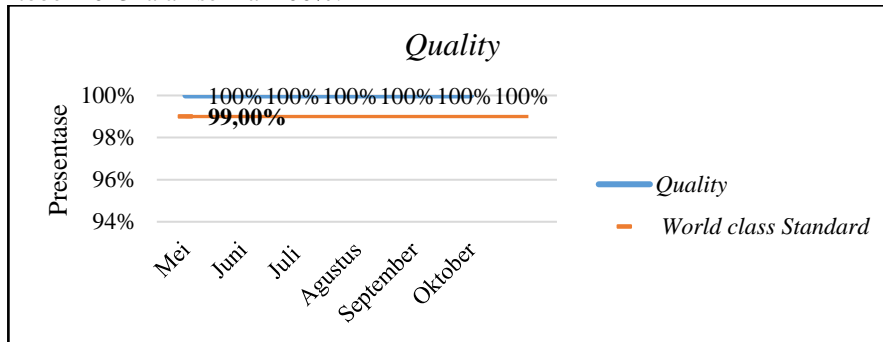 Quality
100%
98%
96%
94%
Presentase
100% 100% 100% 100% 100% 100%
99,00%
Mei
Juni
Juli
Agustus
September
Oktober
Quality
World class Standard